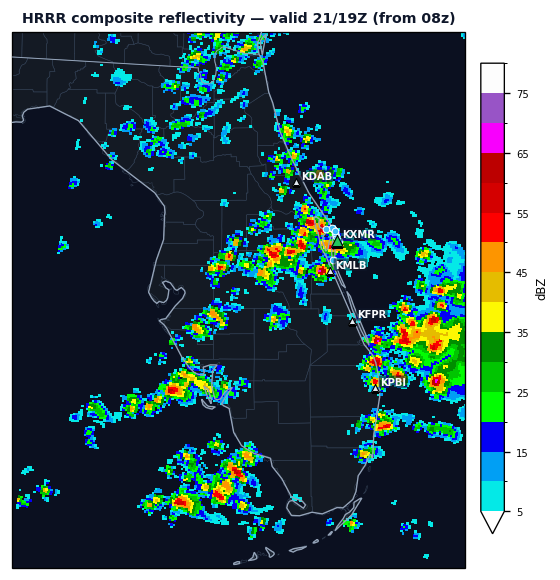 HRRR composite reflectivity — valid 21/19Z (from 08z)
KDAB
KXMR
KMLB
KFPR
KPBI
75
65
55
45
35
25
15
5
dBZ